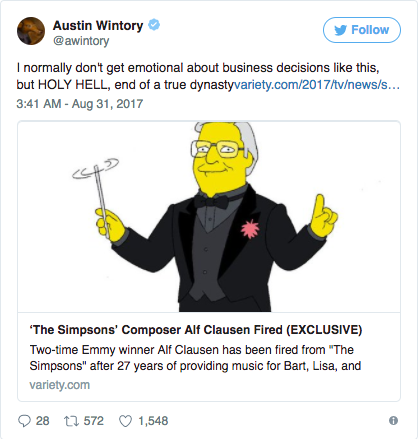 Austin Wintory
@awintory
Follow
I normally don't get emotional about business decisions like this,
but HOLY HELL, end of a true dynastyvariety.com/2017/tv/news/s…
3:41 AM - Aug 31, 2017
'The Simpsons' Composer Alf Clausen Fired (EXCLUSIVE)
Two-time Emmy winner Alf Clausen has been fired from "The
Simpsons" after 27 years of providing music for Bart, Lisa, and
variety.com
28 572 1,548